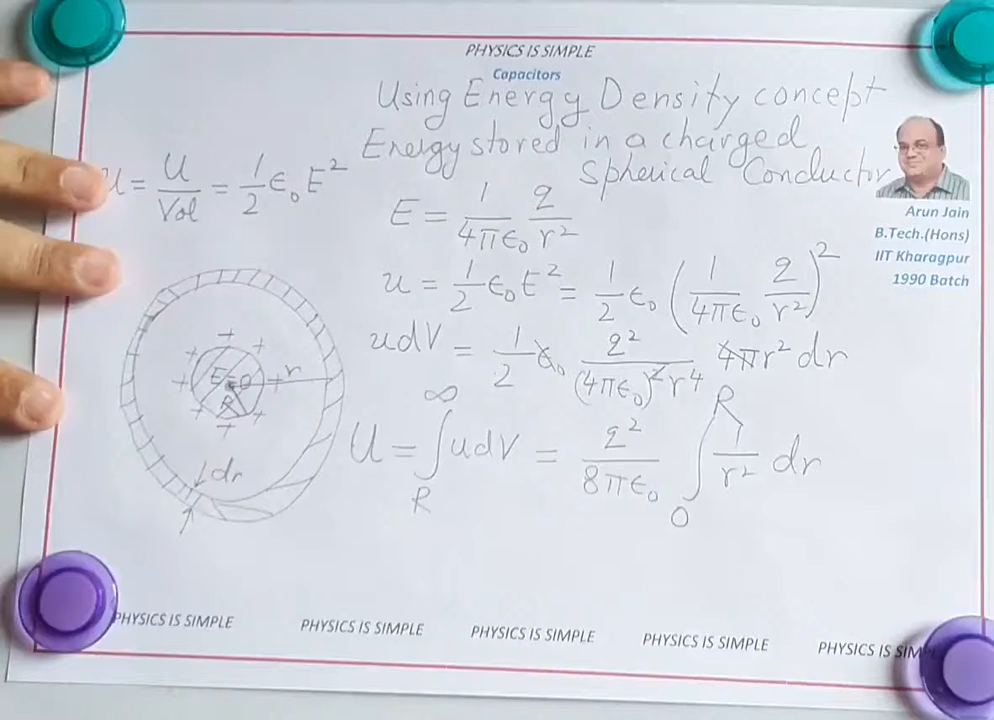 PHYSICS IS SIMPLE
Capacitors
Using Energy Density concept
Energy stored in a charged
Spherical Conductor
u = U/Vol = 1/2 ε₀ E²
Arun Jain
B.Tech.(Hons)
IIT Kharagpur
1990 Batch
E = 1/4πε₀ q/r²
u = 1/2 ε₀ E² = 1/2 ε₀ (1/4πε₀ q/r²)²
udV = 1/2 ε₀ q²/(4πε₀)² r⁴ 4πr² dr
+ + + + + + + +
E=0
R
r
dr
U = ∫_R^∞ udV = q²/8πε₀ ∫_0^R 1/r² dr
PHYSICS IS SIMPLE PHYSICS IS SIMPLE PHYSICS IS SIMPLE PHYSICS IS SIMPLE PHYSICS IS SIMP